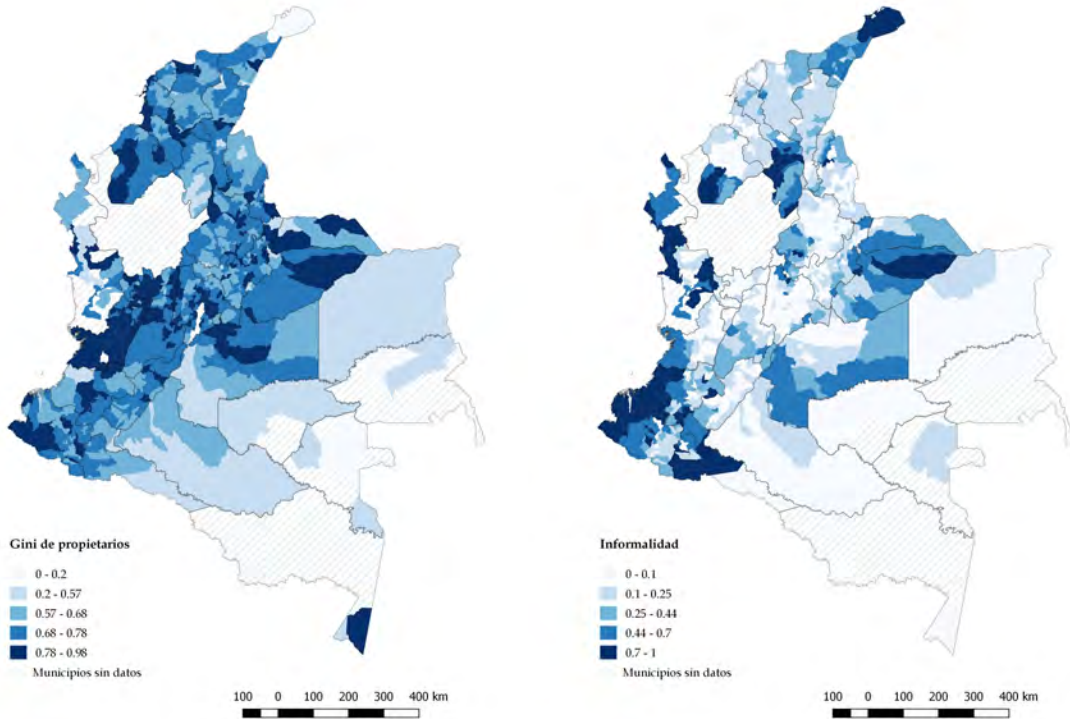 Gini de propietarios
0 - 0.2
0.2 - 0.57
0.57 - 0.68
0.68 - 0.78
0.78 - 0.98
Municipios sin datos
100 0 100 200 300 400 km
Informalidad
0 - 0.1
0.1 - 0.25
0.25 - 0.44
0.44 - 0.7
0.7 - 1
Municipios sin datos
100 0 100 200 300 400 km